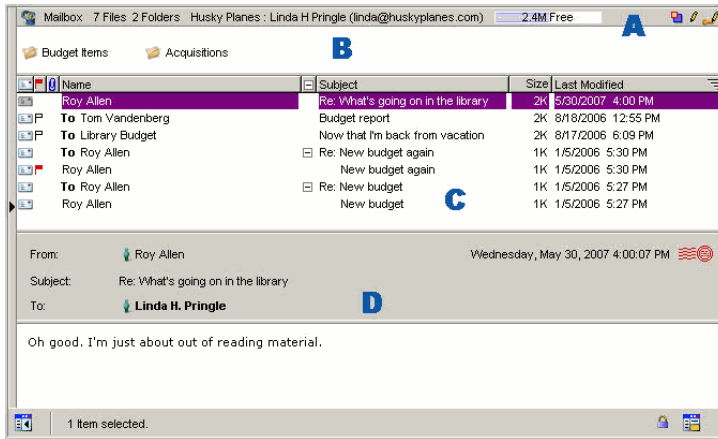 Mailbox 7 Files 2 Folders Husky Planes : Linda H Pringle (linda@huskyplanes.com) 2.4M Free A
Budget Items Acquisitions B
Name Subject Size Last Modified
Roy Allen Re: What's going on in the library 2K 5/30/2007 4:00 PM
To Tom Vandenberg Budget report 2K 8/18/2006 12:55 PM
To Library Budget Now that I'm back from vacation 2K 8/17/2006 6:09 PM
To Roy Allen Re: New budget again 1K 1/5/2006 5:30 PM
Roy Allen New budget again 1K 1/5/2006 5:30 PM
To Roy Allen Re: New budget 1K 1/5/2006 5:27 PM
Roy Allen New budget 1K 1/5/2006 5:27 PM
C
From: Roy Allen Wednesday, May 30, 2007 4:00:07 PM
Subject: Re: What's going on in the library
To: Linda H. Pringle D
Oh good. I'm just about out of reading material.
1 Item selected.